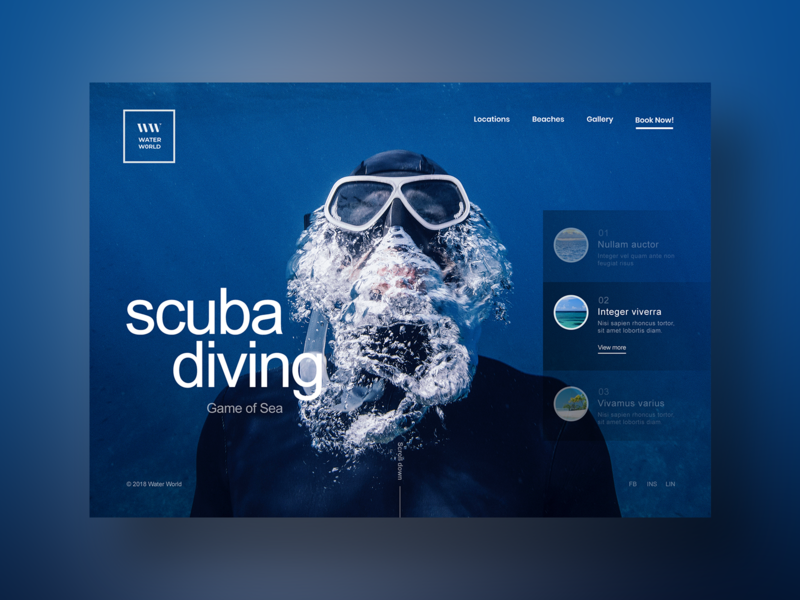 WW
WATER
WORLD
Locations
Beaches
Gallery
Book Now!
01
Nullam auctor
Integer vel quam ante non
feugiat risus
02
Integer viverra
Nisi sapien rhoncus tortor,
sit amet lobortis diam.
View more
03
Vivamus varius
Nisi sapien rhoncus tortor
sit amet lobortis diam
scuba
diving
Game of Sea
Scroll down
© 2018 Water World
FB
INS
LIN